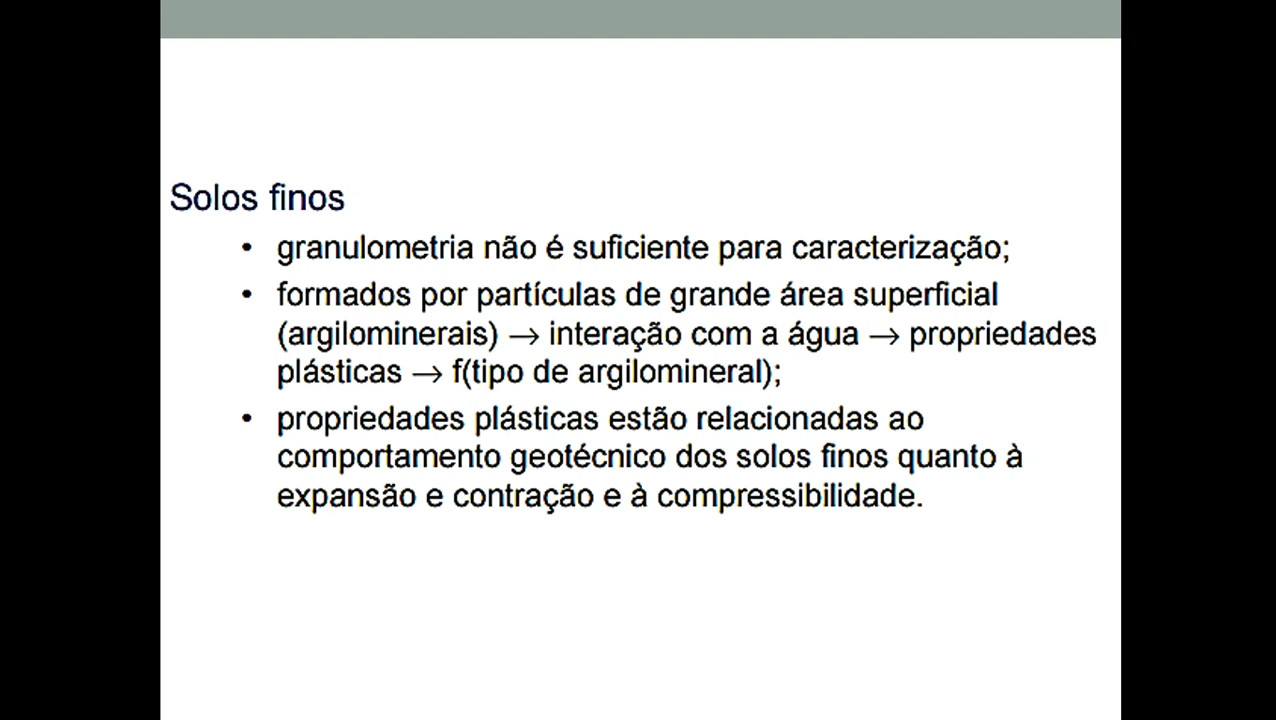 Solos finos
• granulometria não é suficiente para caracterização;
• formados por partículas de grande área superficial
(argilominerais) → interação com a água → propriedades
plásticas → f(tipo de argilomineral);
• propriedades plásticas estão relacionadas ao
comportamento geotécnico dos solos finos quanto à
expansão e contração e à compressibilidade.